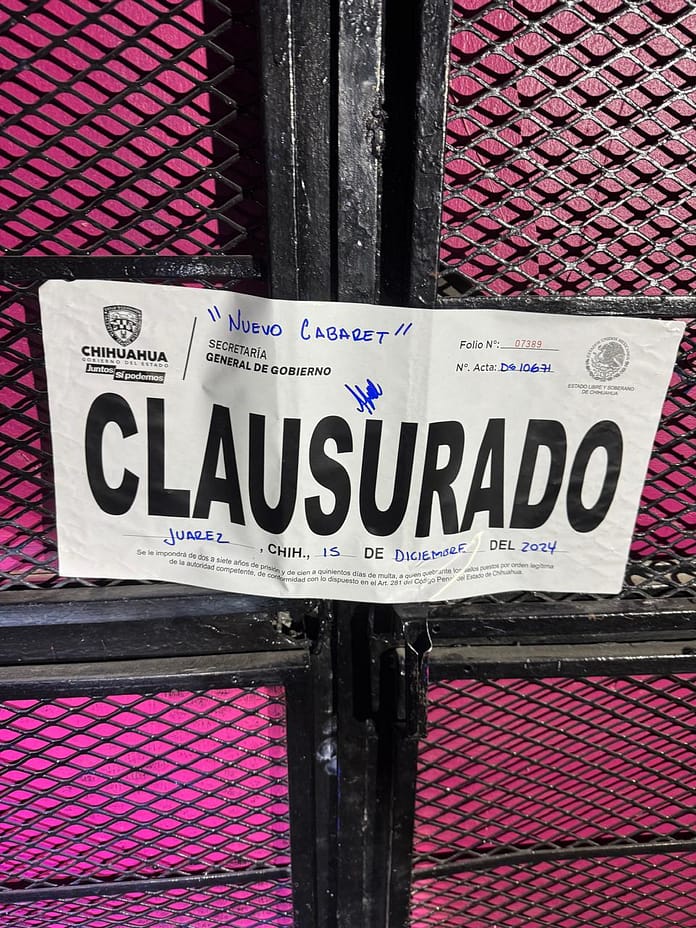 "NUEVO CABARET"
CHIHUAHUA
GOBIERNO DEL ESTADO
Juntos Sí podemos
SECRETARÍA
GENERAL DE GOBIERNO
Folio N°: 07389
N°. Acta: DG 10671
ESTADO LIBRE Y SOBERANO
DE CHIHUAHUA
CLAUSURADO
JUAREZ, CHIH., 15 DE DICIEMBRE DEL 2024
Se le impondrá de dos a siete años de prisión y de cien a quinientos días de multa, a quien quebrante los sellos puestos por orden legítima
de la autoridad competente, de conformidad con lo dispuesto en el Art. 281 del Código Penal del Estado de Chihuahua.